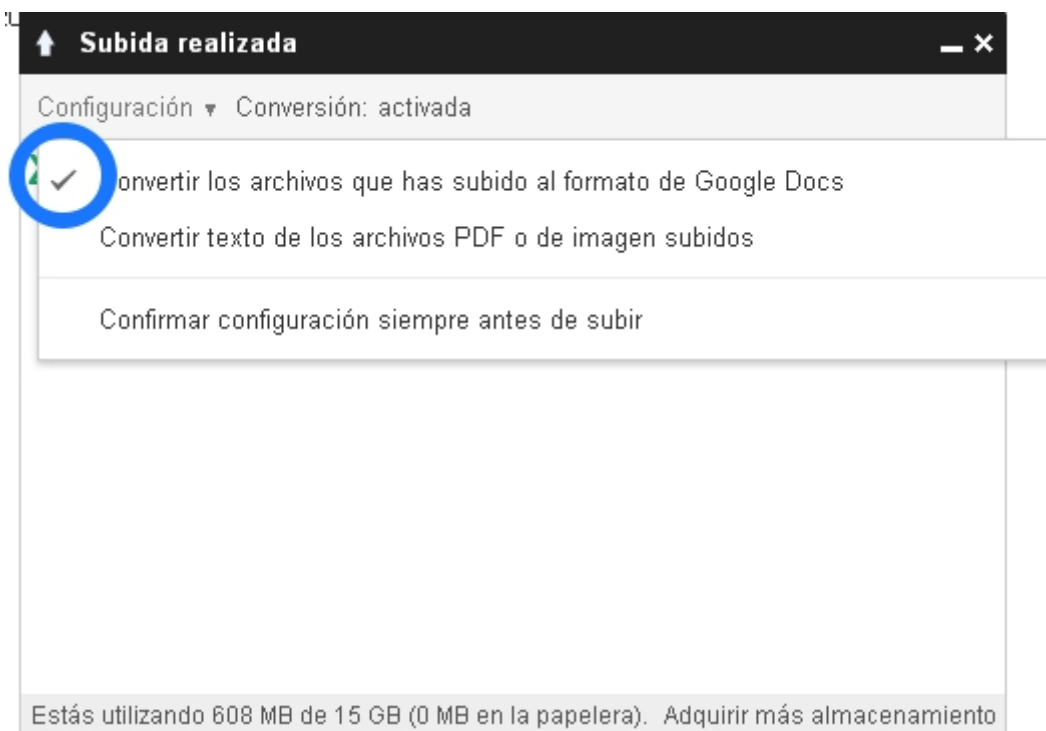 Subida realizada
Configuración Conversión: activada
onvertir los archivos que has subido al formato de Google Docs
Convertir texto de los archivos PDF o de imagen subidos
Confirmar configuración siempre antes de subir
Estás utilizando 608 MB de 15 GB (0 MB en la papelera). Adquirir más almacenamiento